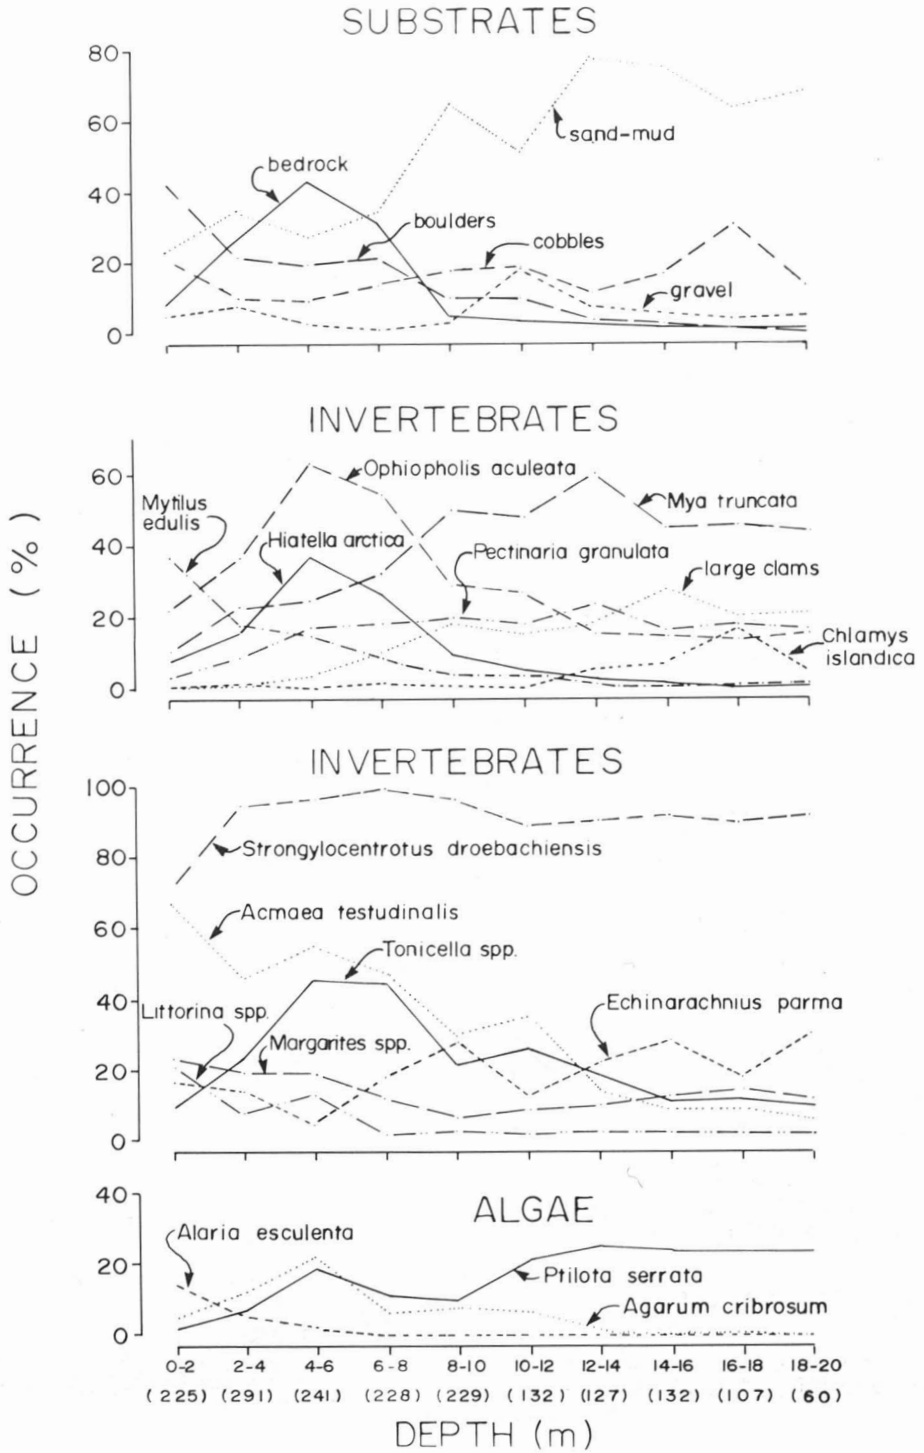 SUBSTRATES
80
60
40
20
0
bedrock
boulders
cobbles
sand-mud
gravel
INVERTEBRATES
60
40
20
0
Mytilus
edulis
Ophiopholis aculeata
Hiatella arctica
Pectinaria granulata
Mya truncata
large clams
Chlamys
islandica
OCCURRENCE (%)
INVERTEBRATES
100
80
60
40
20
0
Strongylocentrotus droebachiensis
Acmaea testudinalis
Tonicella spp.
Littorina spp.
Margarites spp.
Echinarachnius parma
ALGAE
40
20
0
Alaria esculenta
Ptilota serrata
Agarum cribrosum
0-2 2-4 4-6 6-8 8-10 10-12 12-14 14-16 16-18 18-20
(225) (291) (241) (228) (229) (132) (127) (132) (107) (60)
DEPTH (m)